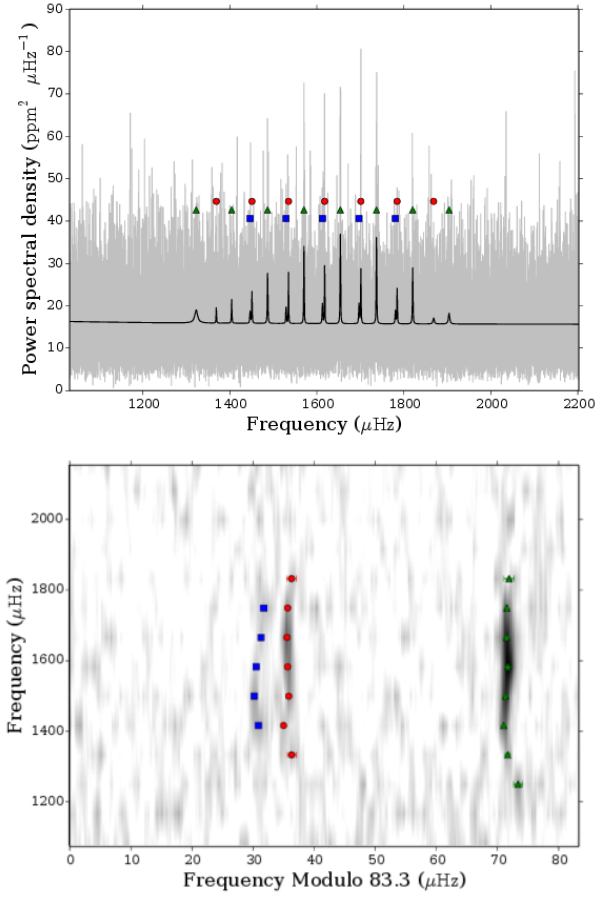 90
80
70
60
50
40
30
20
10
0
Power spectral density (ppm² μHz⁻¹)
1200 1400 1600 1800 2000 2200
Frequency (μHz)
2000
1800
1600
1400
1200
Frequency (μHz)
0 10 20 30 40 50 60 70 80
Frequency Modulo 83.3 (μHz)